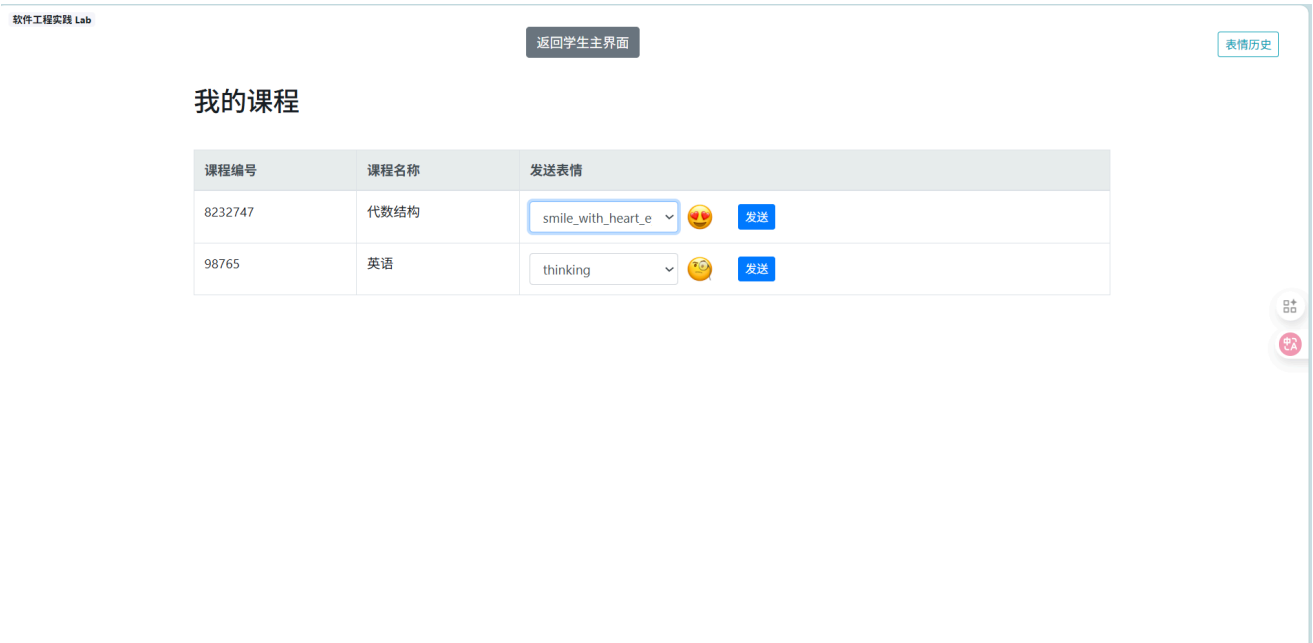 软件工程实践 Lab
返回学生主界面
表情历史
我的课程
课程编号 课程名称 发送表情
8232747 代数结构 smile_with_heart_e 发送
98765 英语 thinking 发送